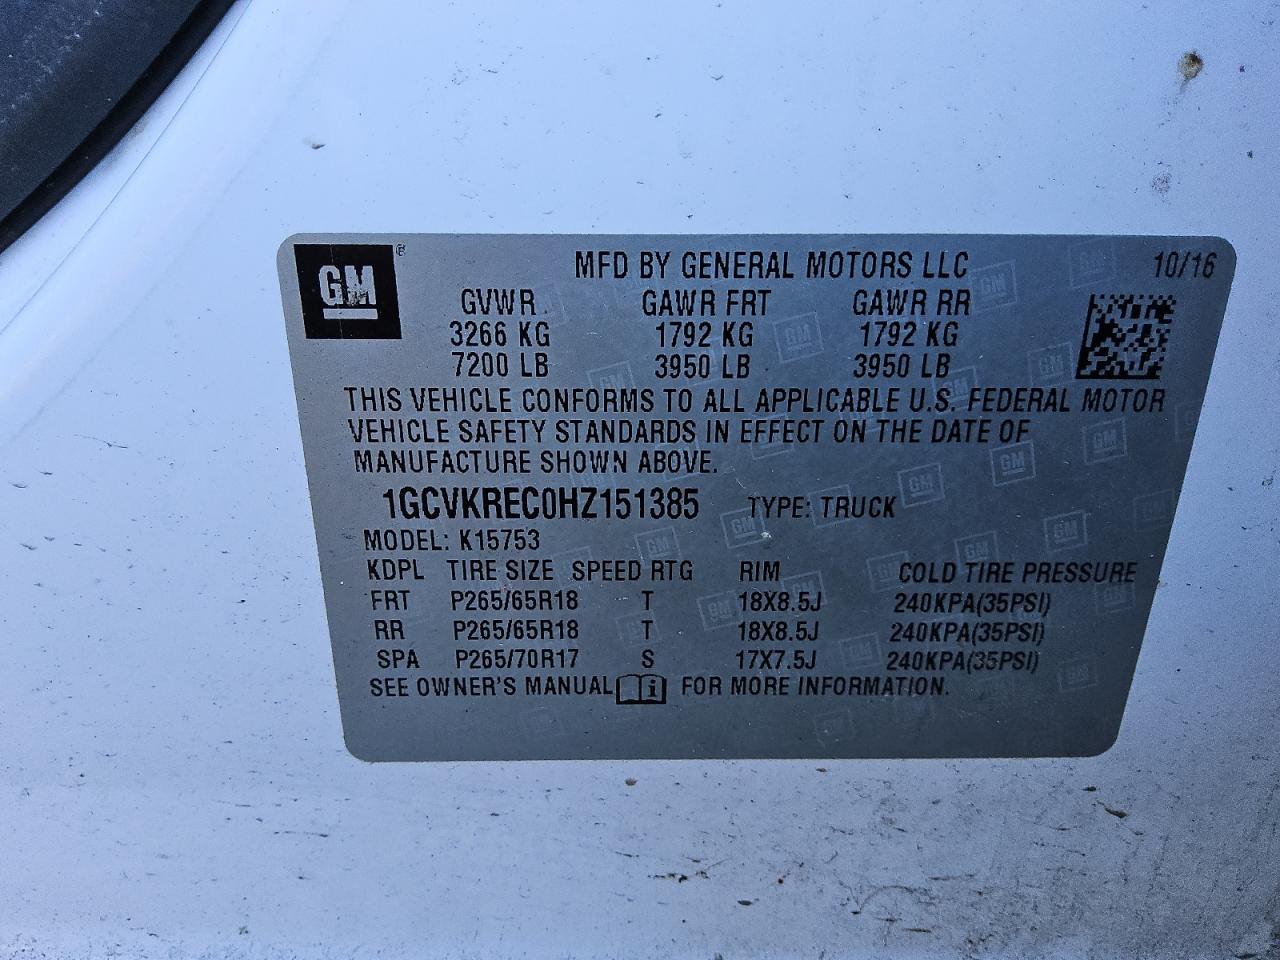 GM ®
MFD BY GENERAL MOTORS LLC 10/16
GVWR GAWR FRT GAWR RR
3266 KG 1792 KG 1792 KG
7200 LB 3950 LB 3950 LB
THIS VEHICLE CONFORMS TO ALL APPLICABLE U.S. FEDERAL MOTOR
VEHICLE SAFETY STANDARDS IN EFFECT ON THE DATE OF
MANUFACTURE SHOWN ABOVE.
1GCVKREC0HZ151385 TYPE: TRUCK
MODEL: K15753
KDPL TIRE SIZE SPEED RTG RIM COLD TIRE PRESSURE
FRT P265/65R18 T 18X8.5J 240KPA(35PSI)
RR P265/65R18 T 18X8.5J 240KPA(35PSI)
SPA P265/70R17 S 17X7.5J 240KPA(35PSI)
SEE OWNER'S MANUAL i FOR MORE INFORMATION.